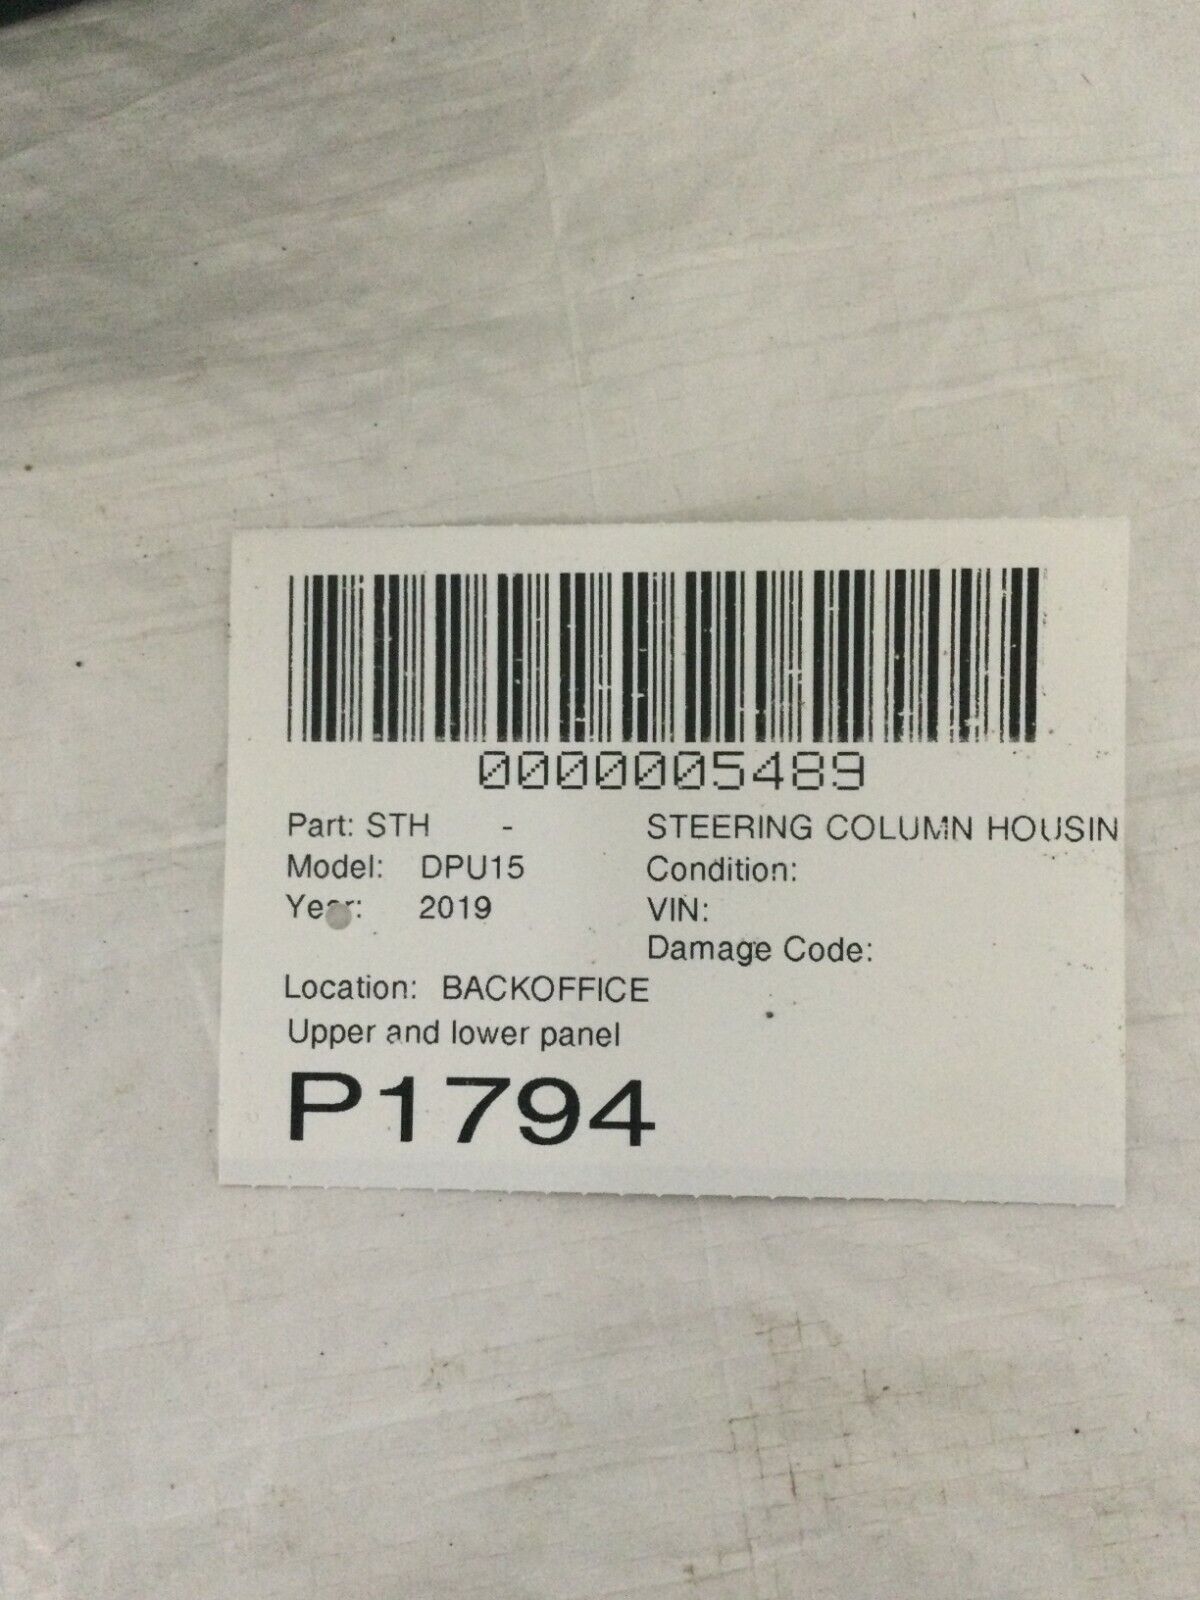 0000005489
Part: STH - STEERING COLUMN HOUSIN
Model: DPU15 Condition:
Year: 2019 VIN:
Damage Code:
Location: BACKOFFICE
Upper and lower panel
P1794